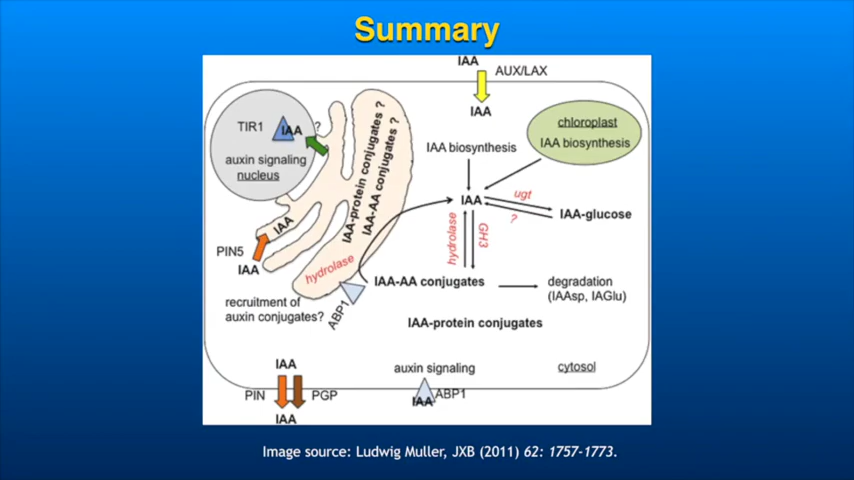 Summary
IAA
AUX/LAX
IAA
TIR1
IAA
?
auxin signaling
nucleus
IAA-protein conjugates ?
IAA-AA conjugates ?
chloroplast
IAA biosynthesis
IAA biosynthesis
IAA
ugt
?
IAA-glucose
hydrolase
GH3
IAA
PIN5
IAA
hydrolase
IAA-AA conjugates
degradation
(IAAsp, IAGlu)
recruitment of
auxin conjugates?
ABP1
IAA-protein conjugates
IAA
PIN
PGP
IAA
auxin signaling
ABP1
IAA
cytosol
Image source: Ludwig Muller, JXB (2011) 62: 1757-1773.